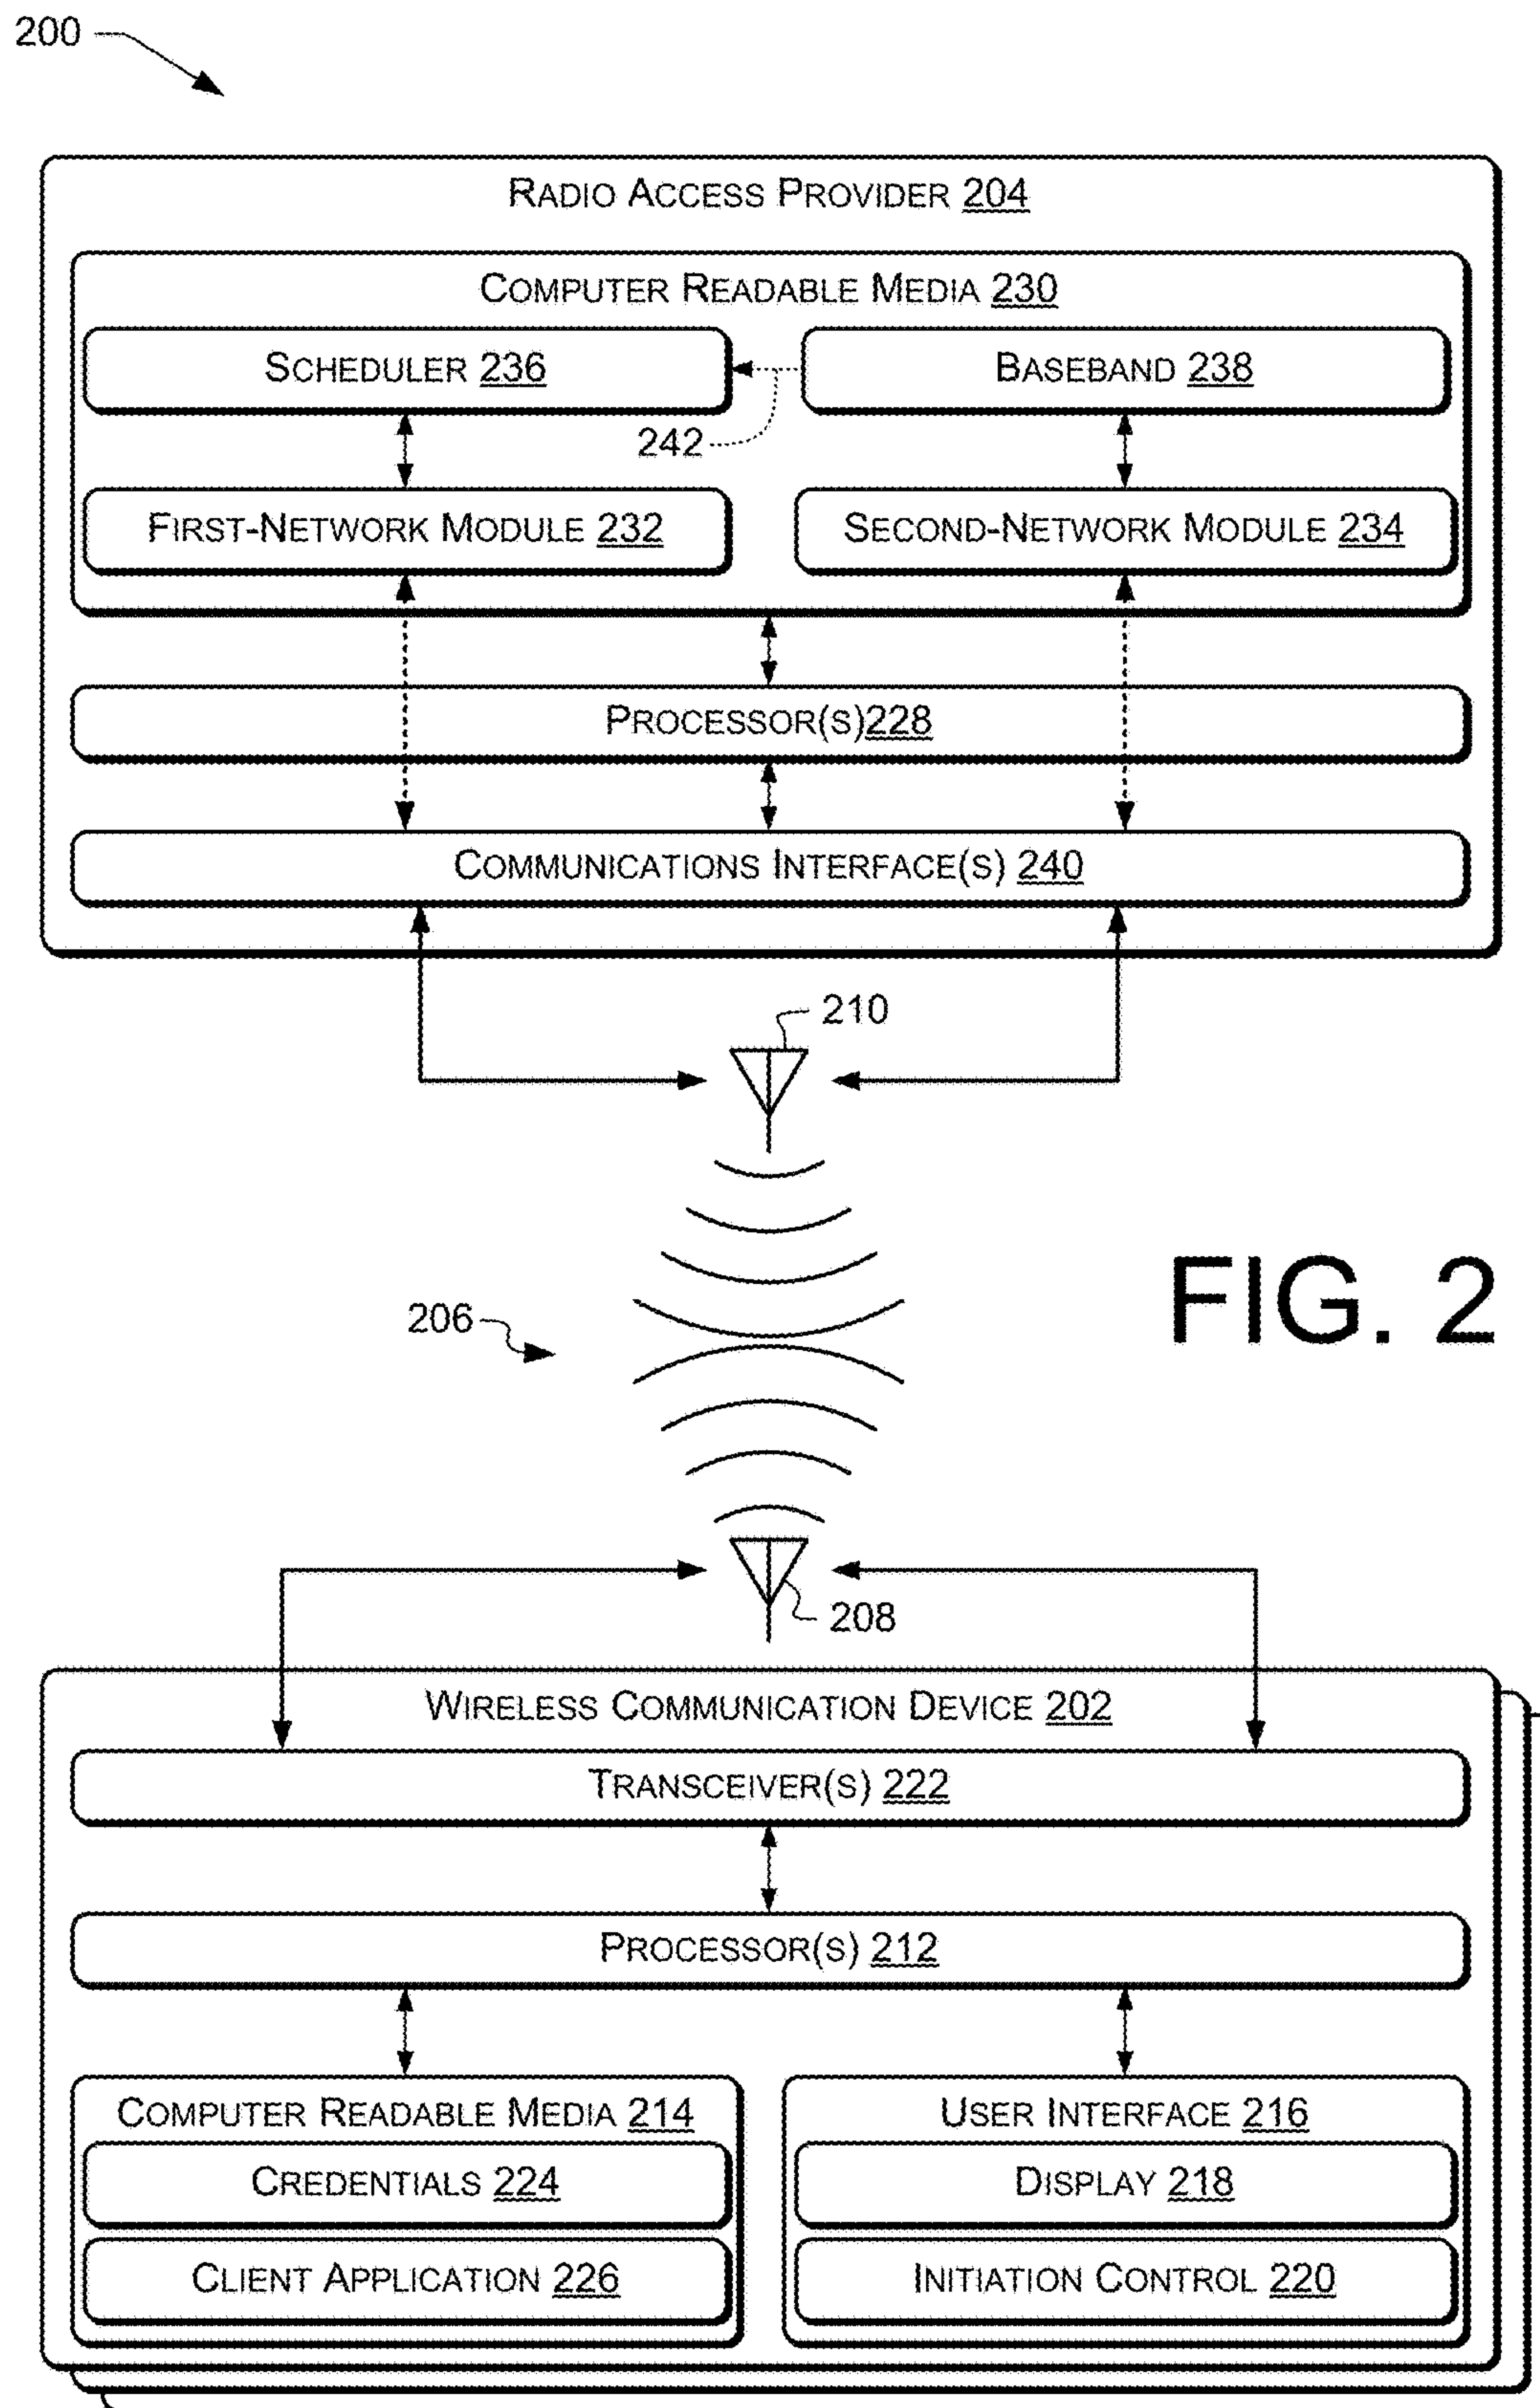 200
RADIO ACCESS PROVIDER 204
COMPUTER READABLE MEDIA 230
SCHEDULER 236
BASEBAND 238
242
FIRST-NETWORK MODULE 232
SECOND-NETWORK MODULE 234
PROCESSOR(S)228
COMMUNICATIONS INTERFACE(S) 240
210
206
FIG. 2
208
WIRELESS COMMUNICATION DEVICE 202
TRANSCEIVER(S) 222
PROCESSOR(S) 212
COMPUTER READABLE MEDIA 214
USER INTERFACE 216
CREDENTIALS 224
DISPLAY 218
CLIENT APPLICATION 226
INITIATION CONTROL 220